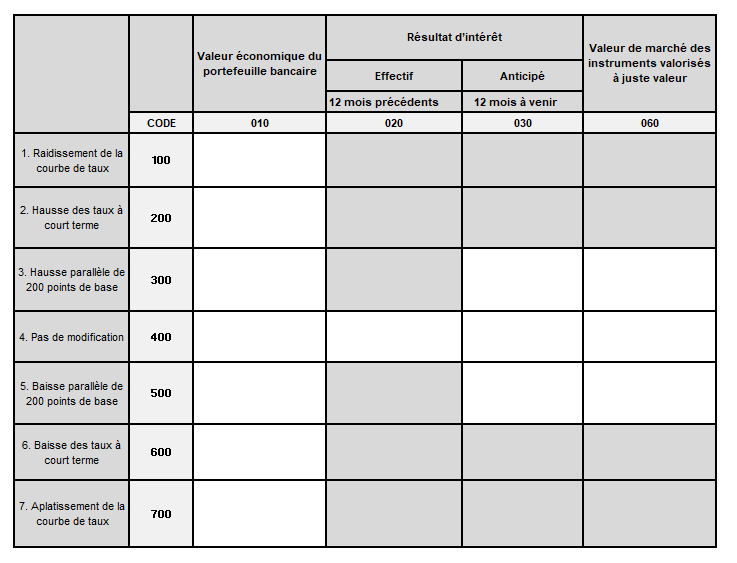 Valeur économique du
portefeuille bancaire
Résultat d'intérêt
Valeur de marché des
instruments valorisés
à juste valeur
Effectif
Anticipé
12 mois précédents
12 mois à venir
CODE
010
020
030
060
1. Raidissement de la
courbe de taux
100
2. Hausse des taux à
court terme
200
3. Hausse parallèle de
200 points de base
300
4. Pas de modification
400
5. Baisse parallèle de
200 points de base
500
6. Baisse des taux à
court terme
600
7. Aplatissement de la
courbe de taux
700